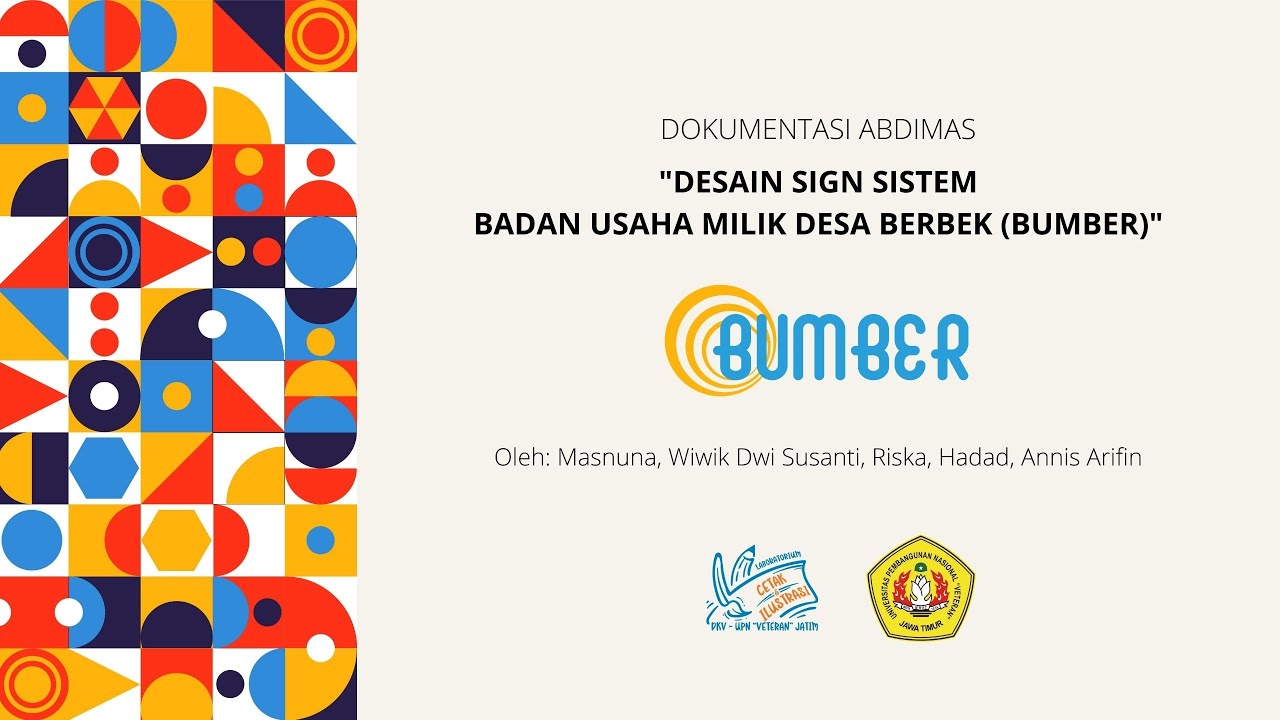 DOKUMENTASI ABDIMAS
"DESAIN SIGN SISTEM
BADAN USAHA MILIK DESA BERBEK (BUMBER)"
BUMBER
Oleh: Masnuna, Wiwik Dwi Susanti, Riska, Hadad, Annis Arifin
LABORATORIUM
CETAK
&
ILUSTRASI
DKV - UPN "VETERAN" JATIM
UNIVERSITAS PEMBANGUNAN NASIONAL "VETERAN"
JAWA TIMUR